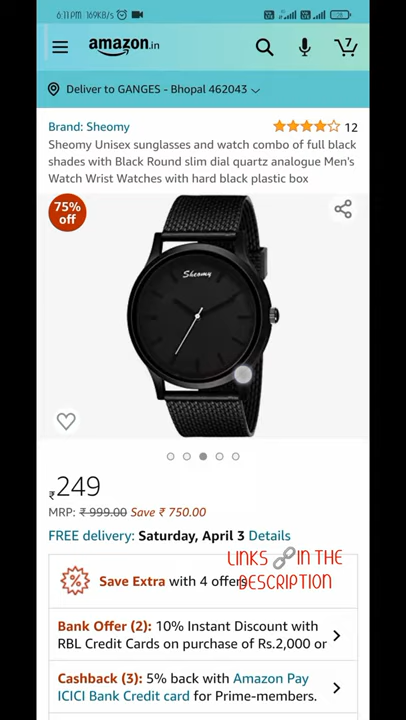 6:11 PM 169KB/s
amazon.in
7
Deliver to GANGES - Bhopal 462043
Brand: Sheomy
12
Sheomy Unisex sunglasses and watch combo of full black
shades with Black Round slim dial quartz analogue Men's
Watch Wrist Watches with hard black plastic box
75%
off
Sheomy
₹249
MRP: ₹ 999.00 Save ₹ 750.00
FREE delivery: Saturday, April 3 Details
LINKS IN THE
DESCRIPTION
Save Extra with 4 offers
Bank Offer (2): 10% Instant Discount with
RBL Credit Cards on purchase of Rs.2,000 or
Cashback (3): 5% back with Amazon Pay
ICICI Bank Credit card for Prime-members.